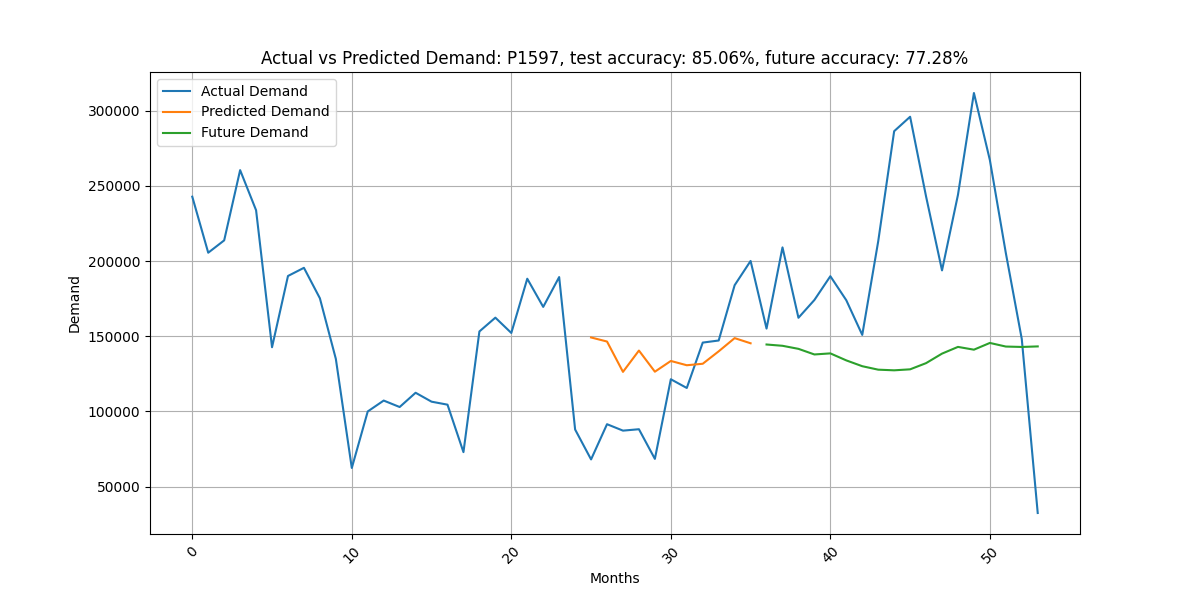 Actual vs Predicted Demand: P1597, test accuracy: 85.06%, future accuracy: 77.28%
Actual Demand
Predicted Demand
Future Demand
300000
250000
200000
150000
100000
50000
Demand
0 10 20 30 40 50
Months